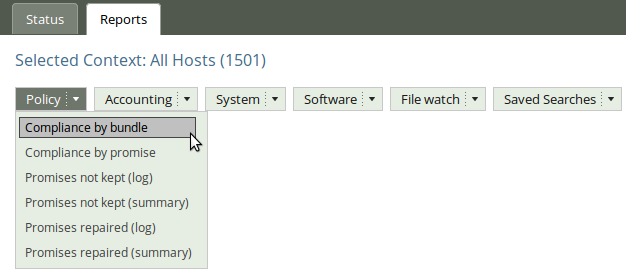 Status Reports
Selected Context: All Hosts (1501)
Policy Accounting System Software File watch Saved Searches
Compliance by bundle
Compliance by promise
Promises not kept (log)
Promises not kept (summary)
Promises repaired (log)
Promises repaired (summary)